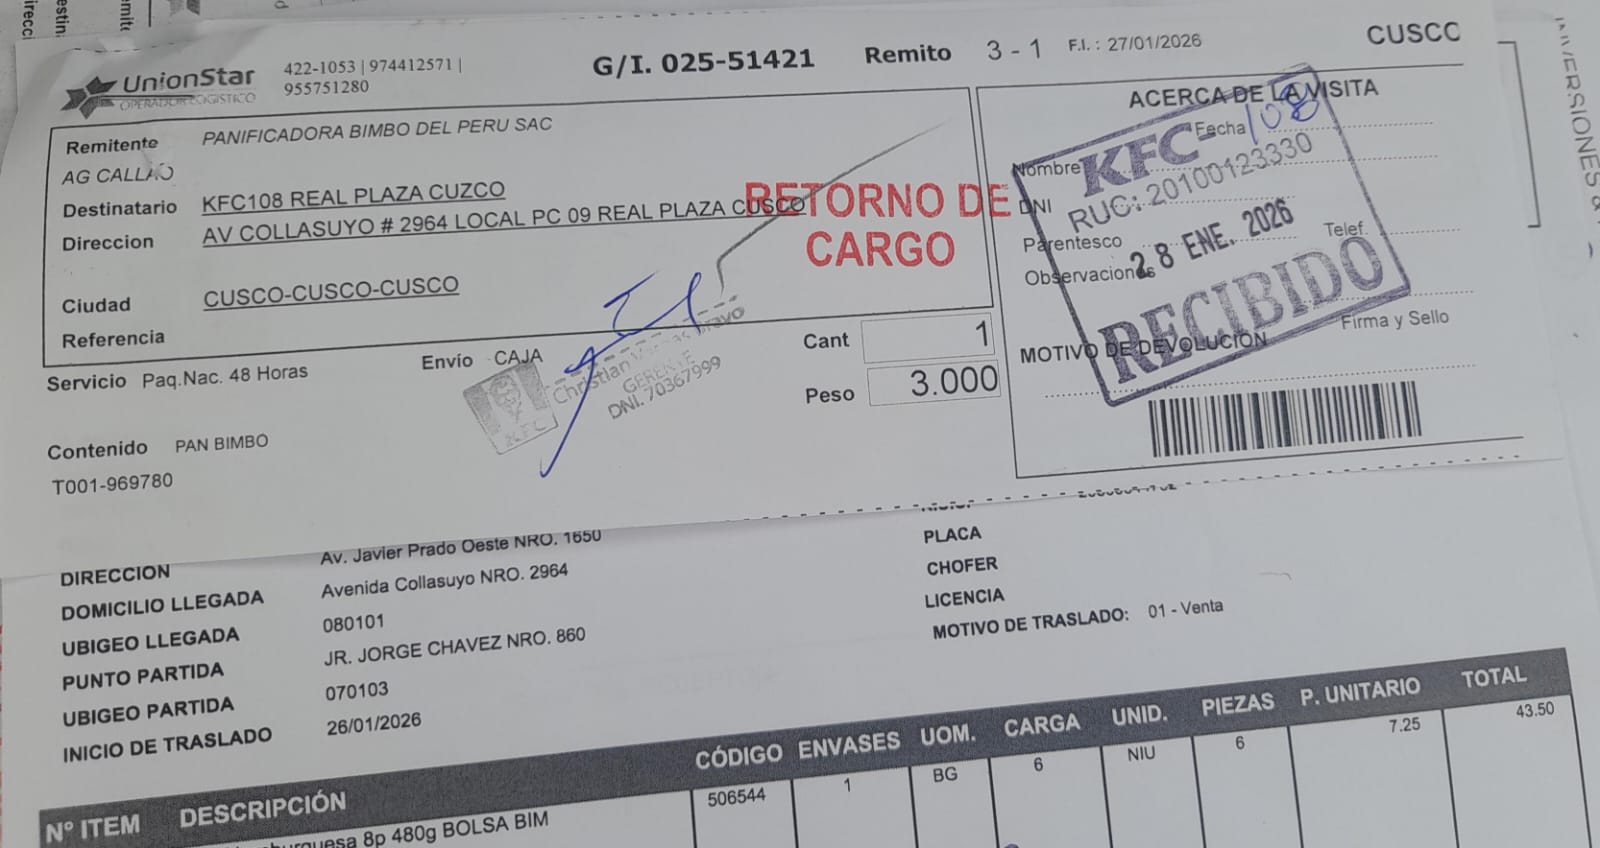 UnionStar
OPERADOR LOGISTICO
422-1053 | 974412571 |
955751280
G/I. 025-51421
Remito 3 - 1
F.I. : 27/01/2026
CUSCO
Remitente PANIFICADORA BIMBO DEL PERU SAC
AG CALLAO
Destinatario KFC108 REAL PLAZA CUZCO
Direccion AV COLLASUYO # 2964 LOCAL PC 09 REAL PLAZA CUSCO
Ciudad CUSCO-CUSCO-CUSCO
Referencia
RETORNO DE
CARGO
Servicio Paq.Nac. 48 Horas
Envío CAJA
Cant 1
Peso 3.000
Contenido PAN BIMBO
T001-969780
GERENTE
DNI. 70367999
KFC
ACERCA DE LA VISITA
Fecha 108
Nombre
DNI
Parentesco
Telef.
Observaciones
Firma y Sello
MOTIVO DE DEVOLUCION
KFC
RUC: 20100123330
28 ENE. 2026
RECIBIDO
DIRECCION Av. Javier Prado Oeste NRO. 1650
DOMICILIO LLEGADA Avenida Collasuyo NRO. 2964
UBIGEO LLEGADA 080101
PUNTO PARTIDA JR. JORGE CHAVEZ NRO. 860
UBIGEO PARTIDA 070103
INICIO DE TRASLADO 26/01/2026
PLACA
CHOFER
LICENCIA
MOTIVO DE TRASLADO: 01 - Venta
Nº ITEM DESCRIPCIÓN CÓDIGO ENVASES UOM. CARGA UNID. PIEZAS P. UNITARIO TOTAL
8p 480g BOLSA BIM 506544 1 BG 6 NIU 6 7.25 43.50